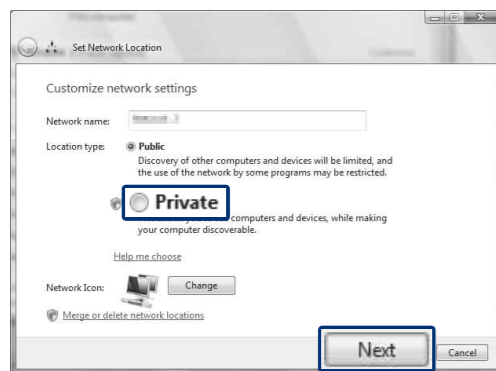 Set Network Location
Customize network settings
Network name:
Location type: Public
Discovery of other computers and devices will be limited, and
the use of the network by some programs may be restricted.
Private
computers and devices, while making
your computer discoverable.
Help me choose
Network Icon: Change
Merge or delete network locations
Next Cancel